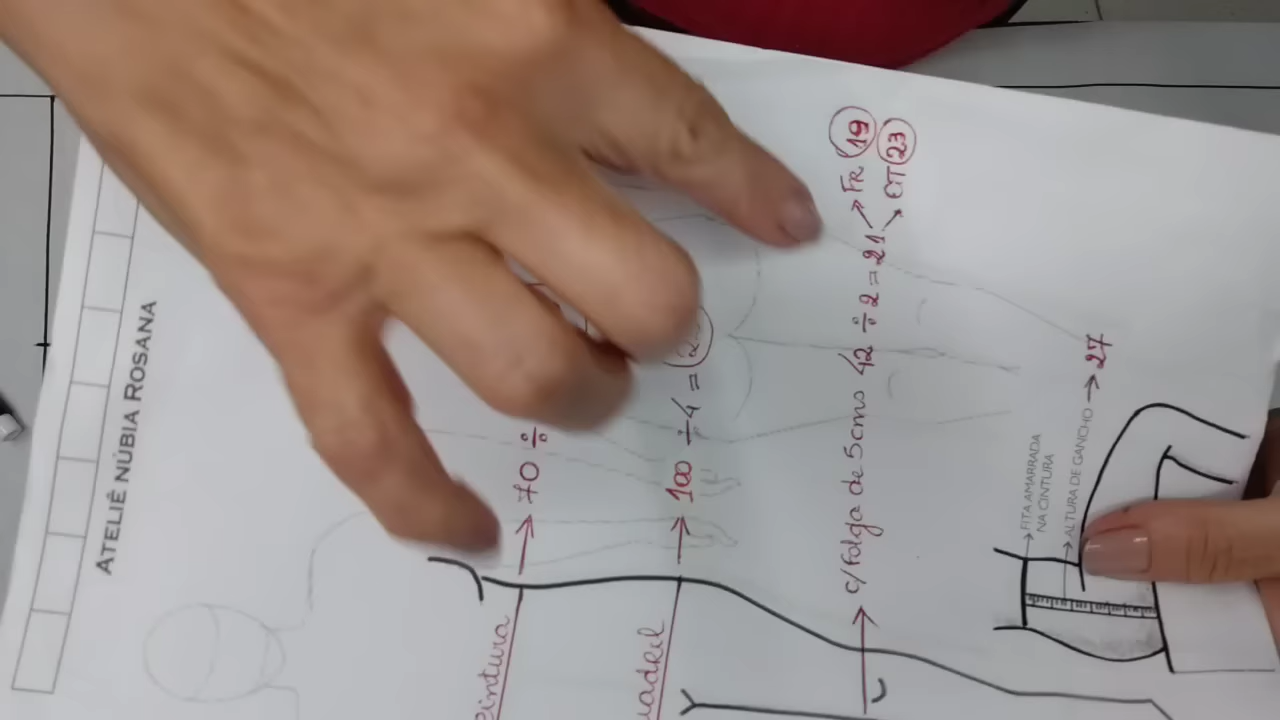 ATELIÊ NÚBIA ROSANA
Cintura → 70 ÷
uadril → 100 ÷ 4 =
→ c/ folga de 5cms 42 ÷ 2 = 21 → FR 19
→ CT 23
→ FITA AMARRADA
NA CINTURA
→ ALTURA DE GANCHO → 27